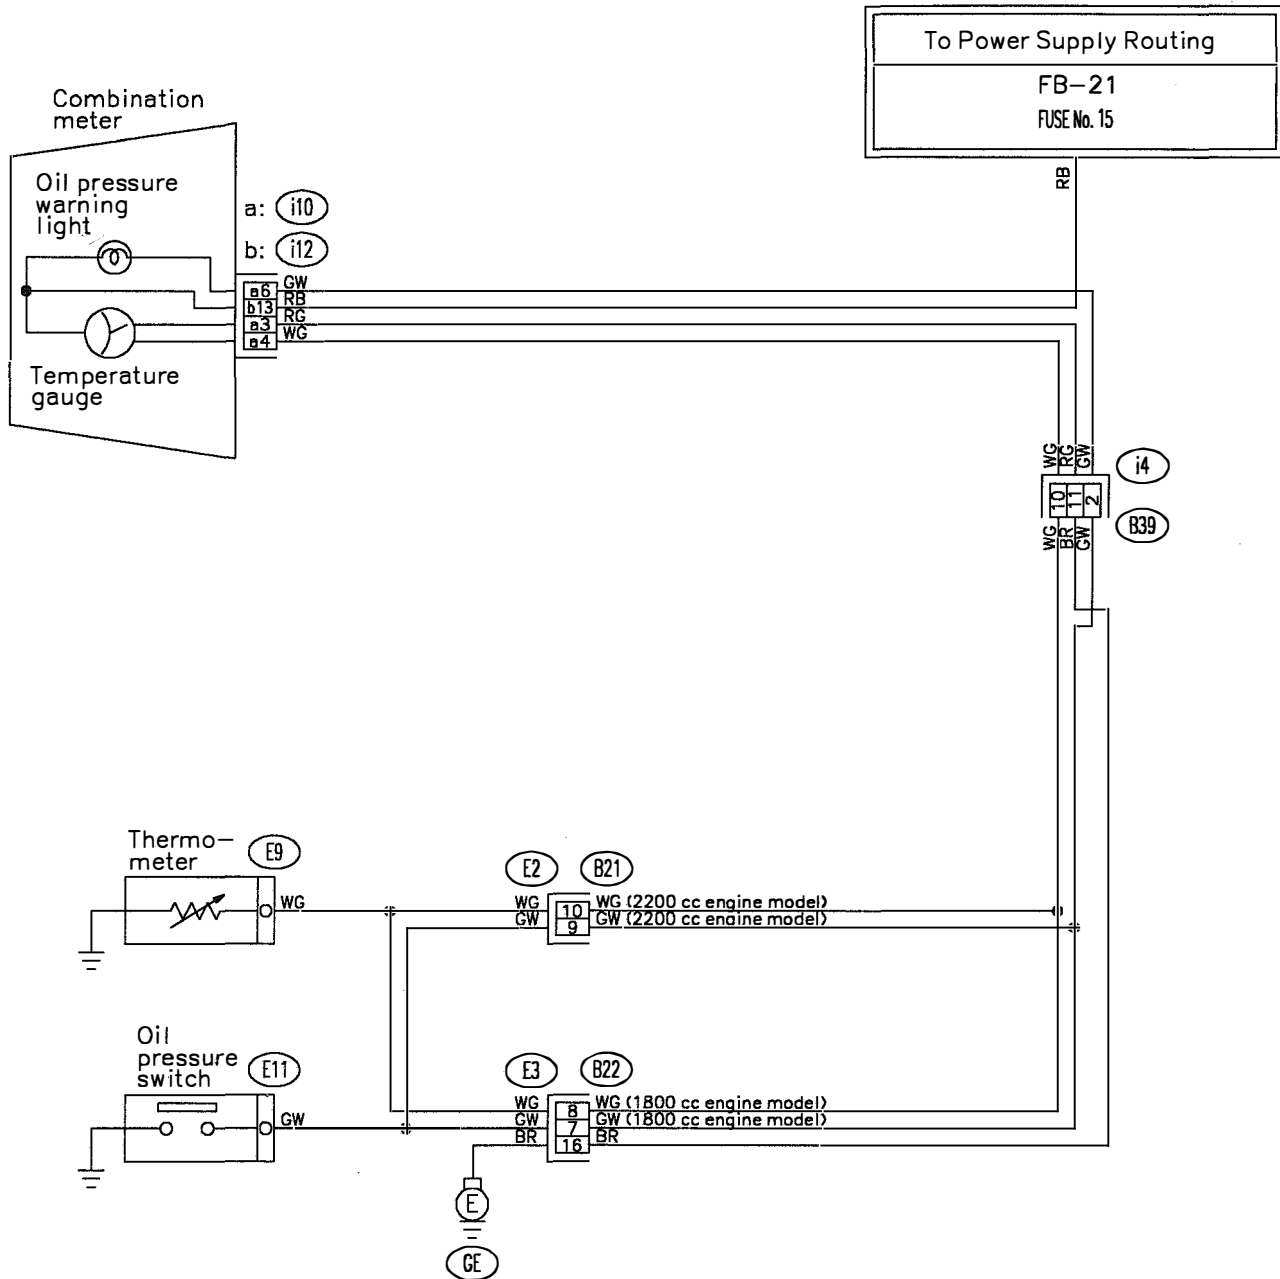 To Power Supply Routing
FB-21
FUSE No. 15
RB
Combination
meter
Oil pressure
warning
light
a: i10
b: i12
a6 GW
b13 RB
a3 RG
a4 WG
Temperature
gauge
WG RG GW
i4
10 11 2
B39
WG BR GW
Thermo-
meter
E9
WG
E2 B21
WG 10 WG (2200 cc engine model)
GW 9 GW (2200 cc engine model)
Oil
pressure
switch
E11
GW
E3 B22
WG 8 WG (1800 cc engine model)
GW 7 GW (1800 cc engine model)
BR 16 BR
E
GE